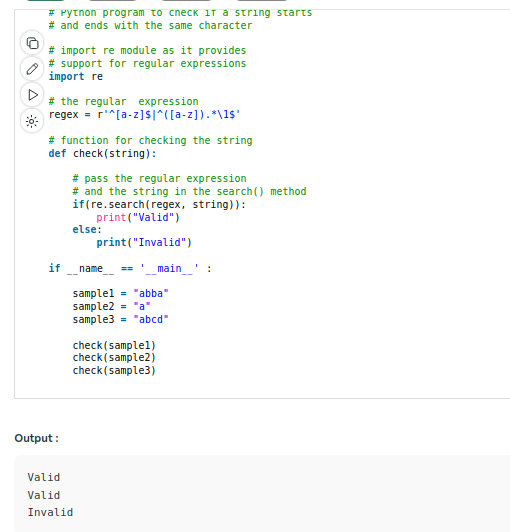 # Python program to check if a string starts
# and ends with the same character
# import re module as it provides
# support for regular expressions
import re
# the regular  expression
regex = r'^[a-z]$|^([a-z]).*\1$'
# function for checking the string
def check(string):
# pass the regular expression
# and the string in the search() method
if(re.search(regex, string)):
print("Valid")
else:
print("Invalid")
if __name__ == '__main__' :
sample1 = "abba"
sample2 = "a"
sample3 = "abcd"
check(sample1)
check(sample2)
check(sample3)
Output :
Valid
Valid
Invalid